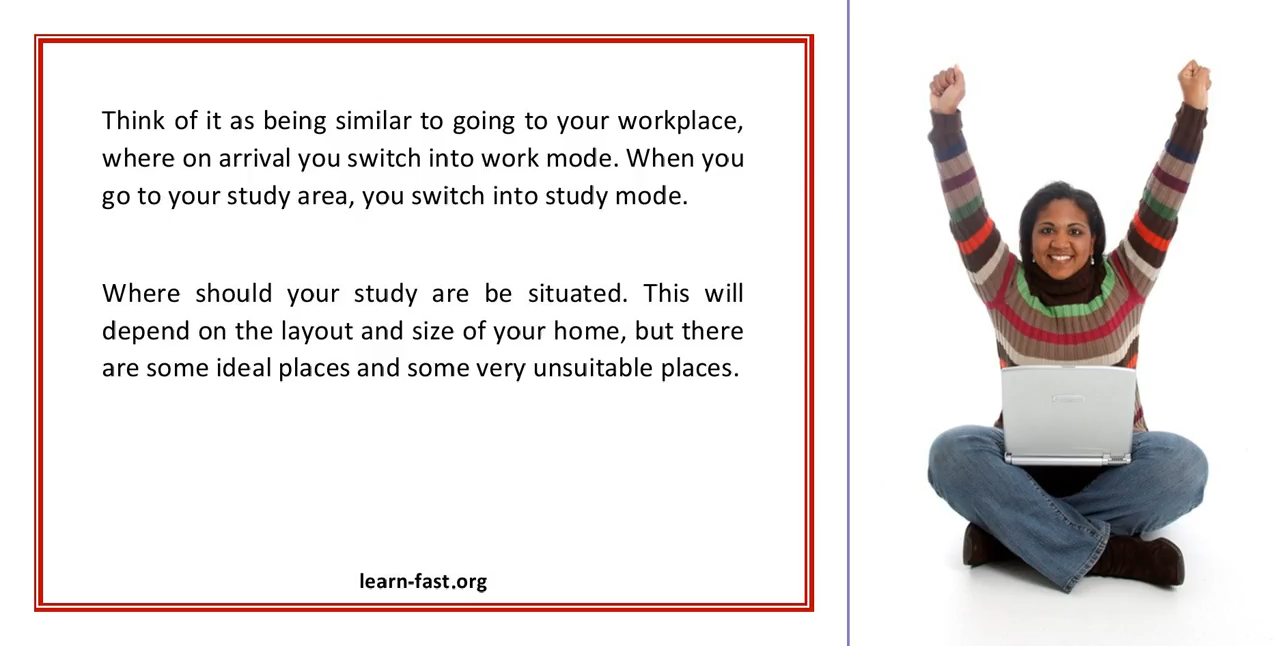 Think of it as being similar to going to your workplace,
where on arrival you switch into work mode. When you
go to your study area, you switch into study mode.
Where should your study are be situated. This will
depend on the layout and size of your home, but there
are some ideal places and some very unsuitable places.
learn-fast.org